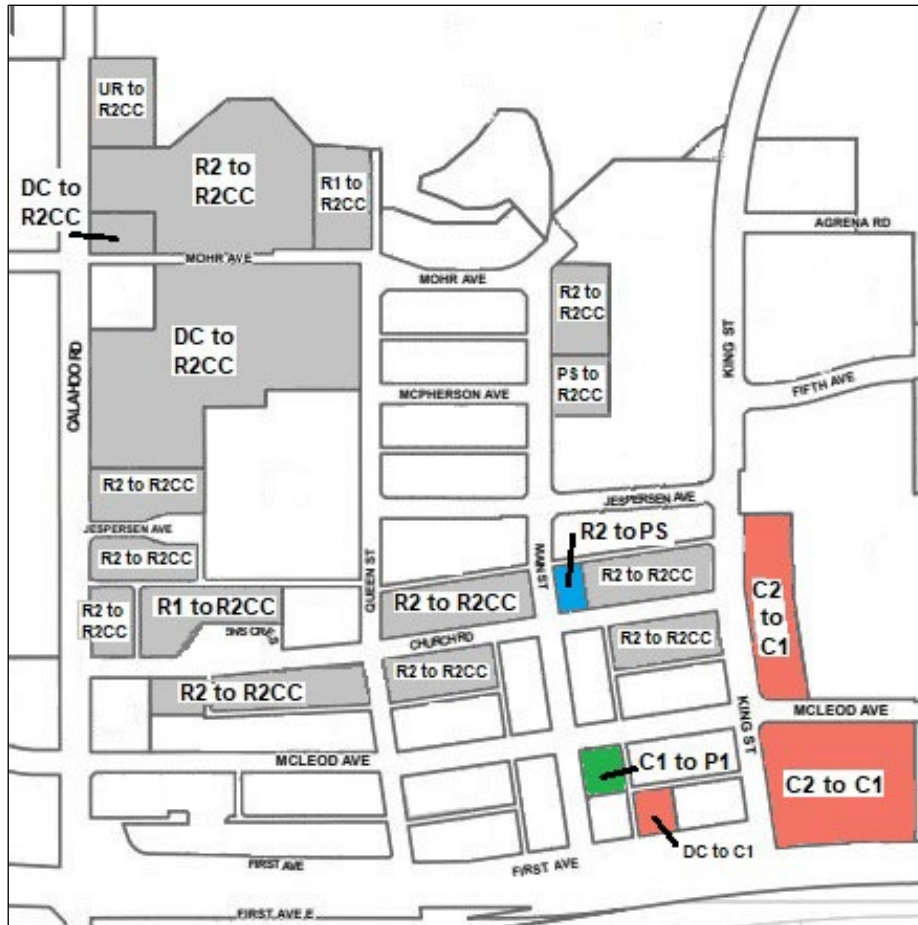 UR to
R2CC
R2 to
R2CC
R1 to
R2CC
DC to
R2CC
MOHR AVE
MOHR AVE
AGRENA RD
R2 to
R2CC
DC to
R2CC
KING ST
CALAHOO RD
PS to
R2CC
MCPHERSON AVE
FIFTH AVE
R2 to R2CC
JESPERSEN AVE
JESPERSEN AVE
R2 to PS
R2 to R2CC
QUEEN ST
MAIN ST
R2 to R2CC
R2 to
R2CC
R1 to R2CC
R2 to R2CC
C2
to
C1
CHURCH RD
R2 to R2CC
R2 to R2CC
R2 to R2CC
KING ST
MCLEOD AVE
MCLEOD AVE
C1 to P1
C2 to C1
DC to C1
FIRST AVE
FIRST AVE
FIRST AVE E